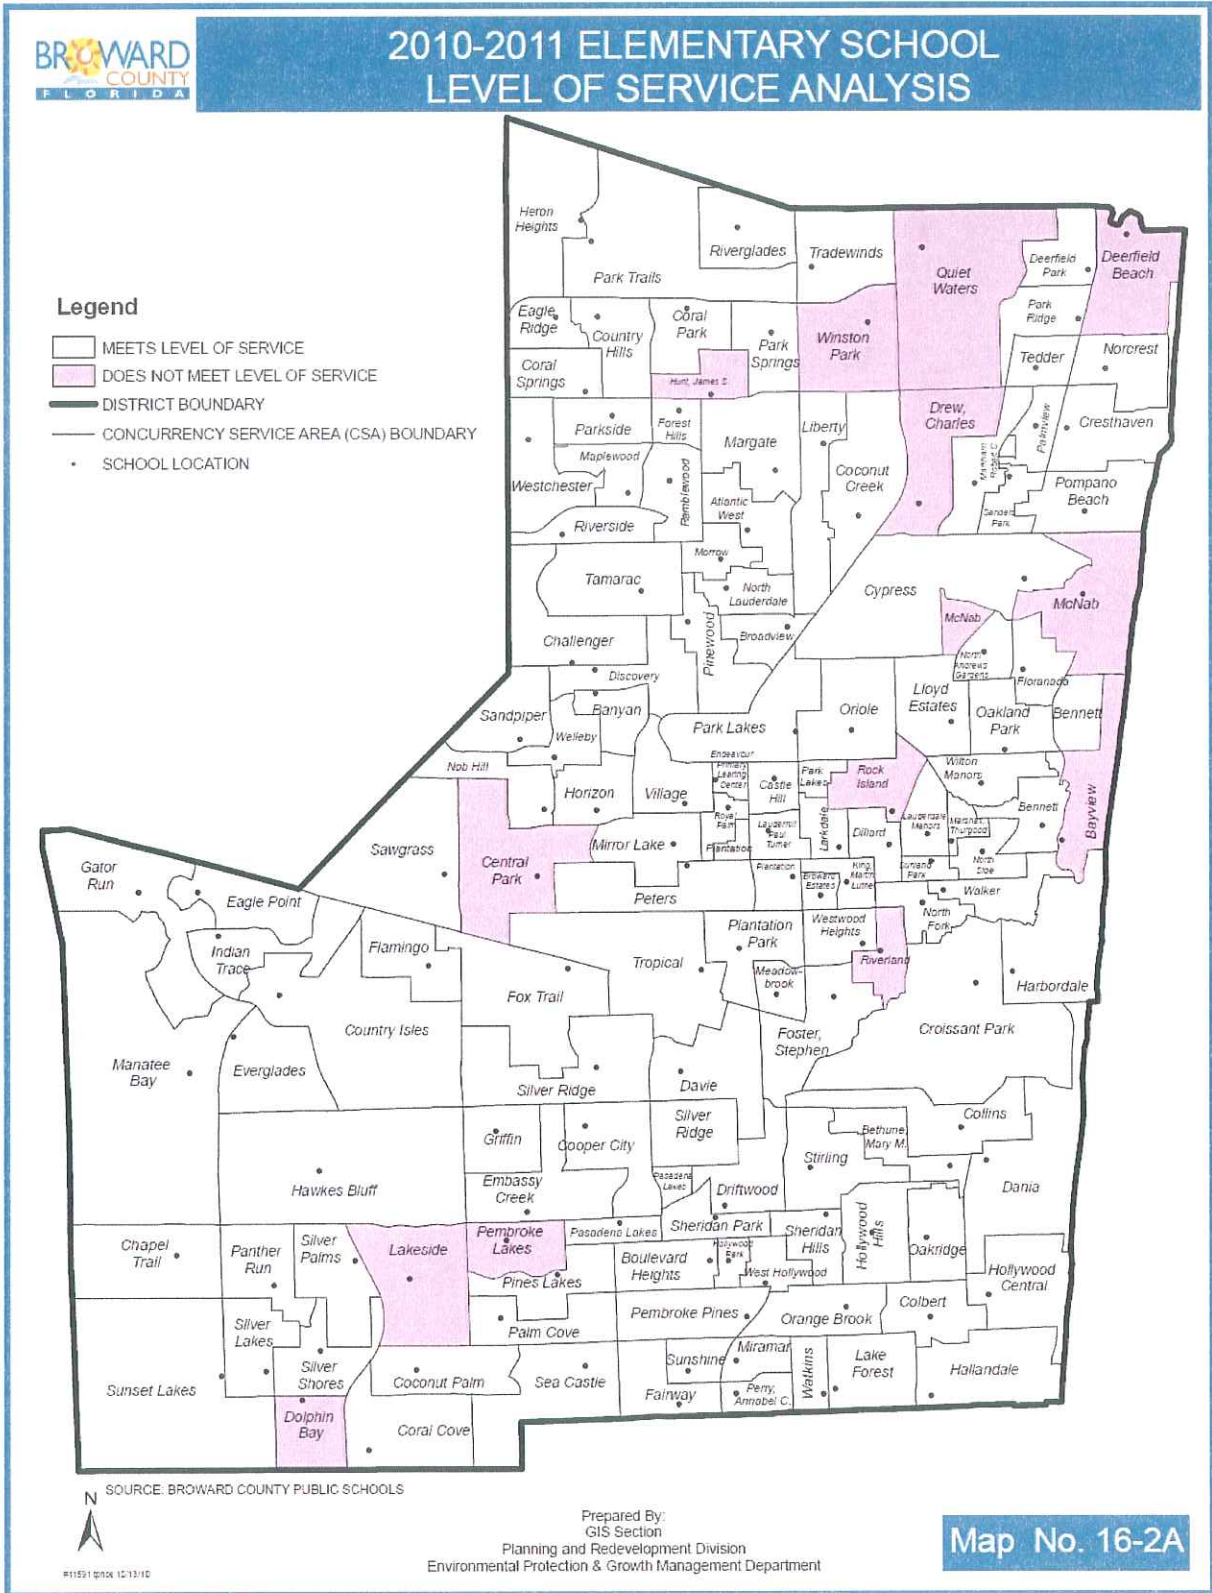 BROWARD
COUNTY
FLORIDA
2010-2011 ELEMENTARY SCHOOL
LEVEL OF SERVICE ANALYSIS
Legend
MEETS LEVEL OF SERVICE
DOES NOT MEET LEVEL OF SERVICE
DISTRICT BOUNDARY
CONCURRENCY SERVICE AREA (CSA) BOUNDARY
SCHOOL LOCATION
Heron
Heights
Park Trails
Riverglades
Tradewinds
Quiet
Waters
Deerfield
Park
Deerfield
Beach
Eagle
Ridge
Country
Hills
Coral
Park
Park
Springs
Winston
Park
Park
Ridge
Coral
Springs
Hunt, James S.
Tedder
Norcrest
Parkside
Forest
Hills
Margate
Liberty
Drew,
Charles
Palmview
Cresthaven
Maplewood
Westchester
Ramblewood
Atlantic
West
Coconut
Creek
Markham
Robert C.
Pompano
Beach
Sanders
Park
Riverside
Morrow
Tamarac
North
Lauderdale
Cypress
McNab
McNab
Challenger
Pinewood
Broadview
North
Andrews
Gardens
Floranada
Discovery
Sandpiper
Banyan
Welleby
Park Lakes
Oriole
Lloyd
Estates
Oakland
Park
Bennett
Nob Hill
Endeavour
Primary
Learing
Center
Horizon
Village
Castle
Hill
Park
Lakes
Rock
Island
Wilton
Manors
Bennett
Bayview
Royal
Palm
Lauderhill
Paul
Turner
Larkdale
Dillard
Lauderdale
Manors
Marshall,
Thurgood
Sawgrass
Central
Park
Mirror Lake
Plantation
Plantation
Broward
Estates
King,
Martin
Luther
Sunland
Park
North
Side
Gator
Run
Eagle Point
Peters
Walker
North
Fork
Indian
Trace
Flamingo
Fox Trail
Tropical
Plantation
Park
Westwood
Heights
Riverland
Meadow-
brook
Harbordale
Country Isles
Foster,
Stephen
Croissant Park
Manatee
Bay
Everglades
Silver Ridge
Davie
Griffin
Cooper City
Silver
Ridge
Collins
Bethune,
Mary M.
Stirling
Hawkes Bluff
Embassy
Creek
Pasadena
Lakes
Driftwood
Dania
Chapel
Trail
Panther
Run
Silver
Palms
Lakeside
Pembroke
Lakes
Pasadena Lakes
Sheridan Park
Sheridan
Hills
Hollywood
Hills
Oakridge
Boulevard
Heights
Hollywood
Park
West Hollywood
Hollywood
Central
Pines Lakes
Silver
Lakes
Palm Cove
Pembroke Pines
Orange Brook
Colbert
Sunset Lakes
Silver
Shores
Coconut Palm
Sea Castle
Sunshine
Miramar
Watkins
Lake
Forest
Hallandale
Fairway
Perry,
Annabel C.
Dolphin
Bay
Coral Cove
N
SOURCE: BROWARD COUNTY PUBLIC SCHOOLS
Prepared By:
GIS Section
Planning and Redevelopment Division
Environmental Protection & Growth Management Department
Map No. 16-2A